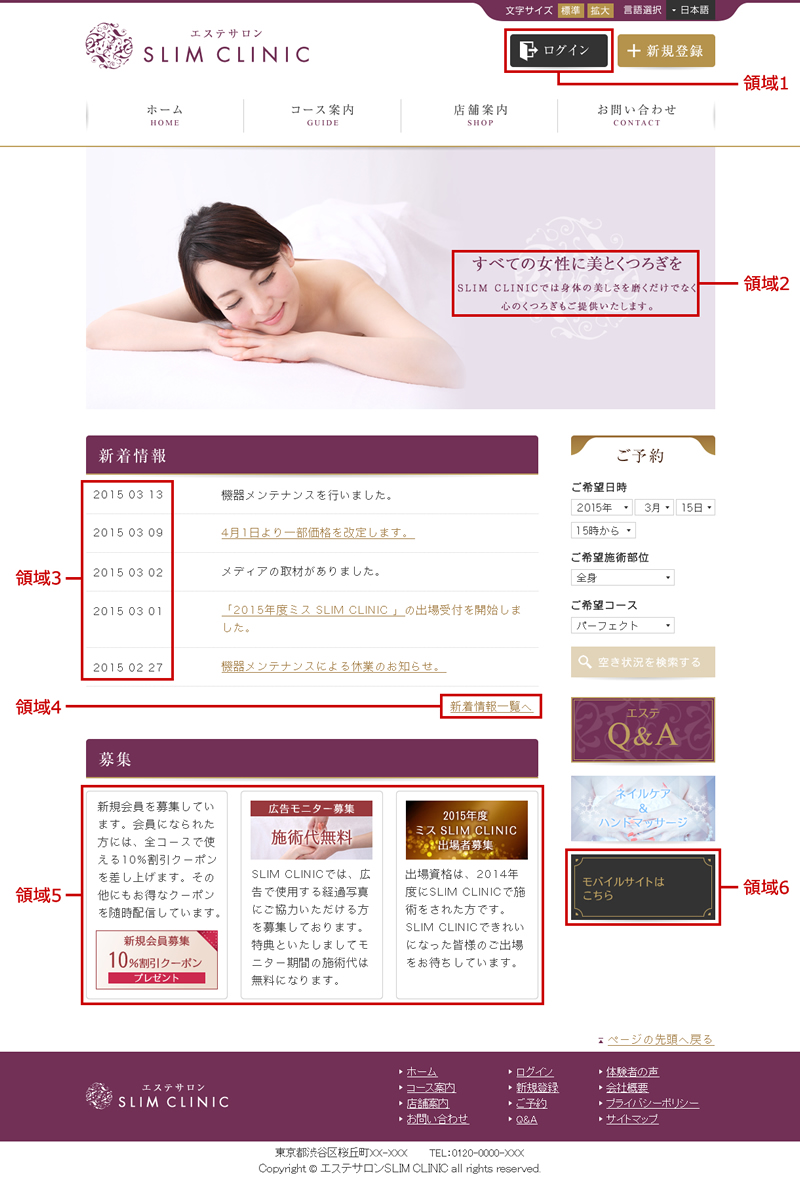 文字サイズ 標準 拡大 言語選択 日本語
エステサロン
SLIM CLINIC
ログイン
新規登録
領域1
ホーム
HOME
コース案内
GUIDE
店舗案内
SHOP
お問い合わせ
CONTACT
すべての女性に美とくつろぎを
SLIM CLINICでは身体の美しさを磨くだけでなく
心のくつろぎもご提供いたします。
領域2
新着情報
2015 03 13 機器メンテナンスを行いました。
2015 03 09 4月1日より一部価格を改定します。
2015 03 02 メディアの取材がありました。
2015 03 01 「2015年度ミス SLIM CLINIC 」の出場受付を開始しま
した。
2015 02 27 機器メンテナンスによる休業のお知らせ。
領域3
新着情報一覧へ
領域4
ご予約
ご希望日時
2015年 3月 15日
15時から
ご希望施術部位
全身
ご希望コース
パーフェクト
空き状況を検索する
エステ
Q&A
ネイルケア
&
ハンドマッサージ
モバイルサイトは
こちら
領域6
募集
新規会員を募集してい
ます。会員になられた
方には、全コースで使
える10%割引クーポン
を差し上げます。その
他にもお得なクーポン
を随時配信しています。
新規会員募集
10%割引クーポン
プレゼント
広告モニター募集
施術代無料
SLIM CLINICでは、広
告で使用する経過写真
にご協力いただける方
を募集しております。
特典といたしましてモ
ニター期間の施術代は
無料になります。
2015年度
ミス SLIM CLINIC
出場者募集
出場資格は、2014年
度にSLIM CLINICで施
術をされた方です。
SLIM CLINICできれい
になった皆様のご出場
をお待ちしています。
領域5
ページの先頭へ戻る
エステサロン
SLIM CLINIC
ホーム
コース案内
店舗案内
お問い合わせ
ログイン
新規登録
ご予約
Q&A
体験者の声
会社概要
プライバシーポリシー
サイトマップ
東京都渋谷区桜丘町XX-XXX TEL:0120-0000-XXX
Copyright © エステサロンSLIM CLINIC all rights reserved.